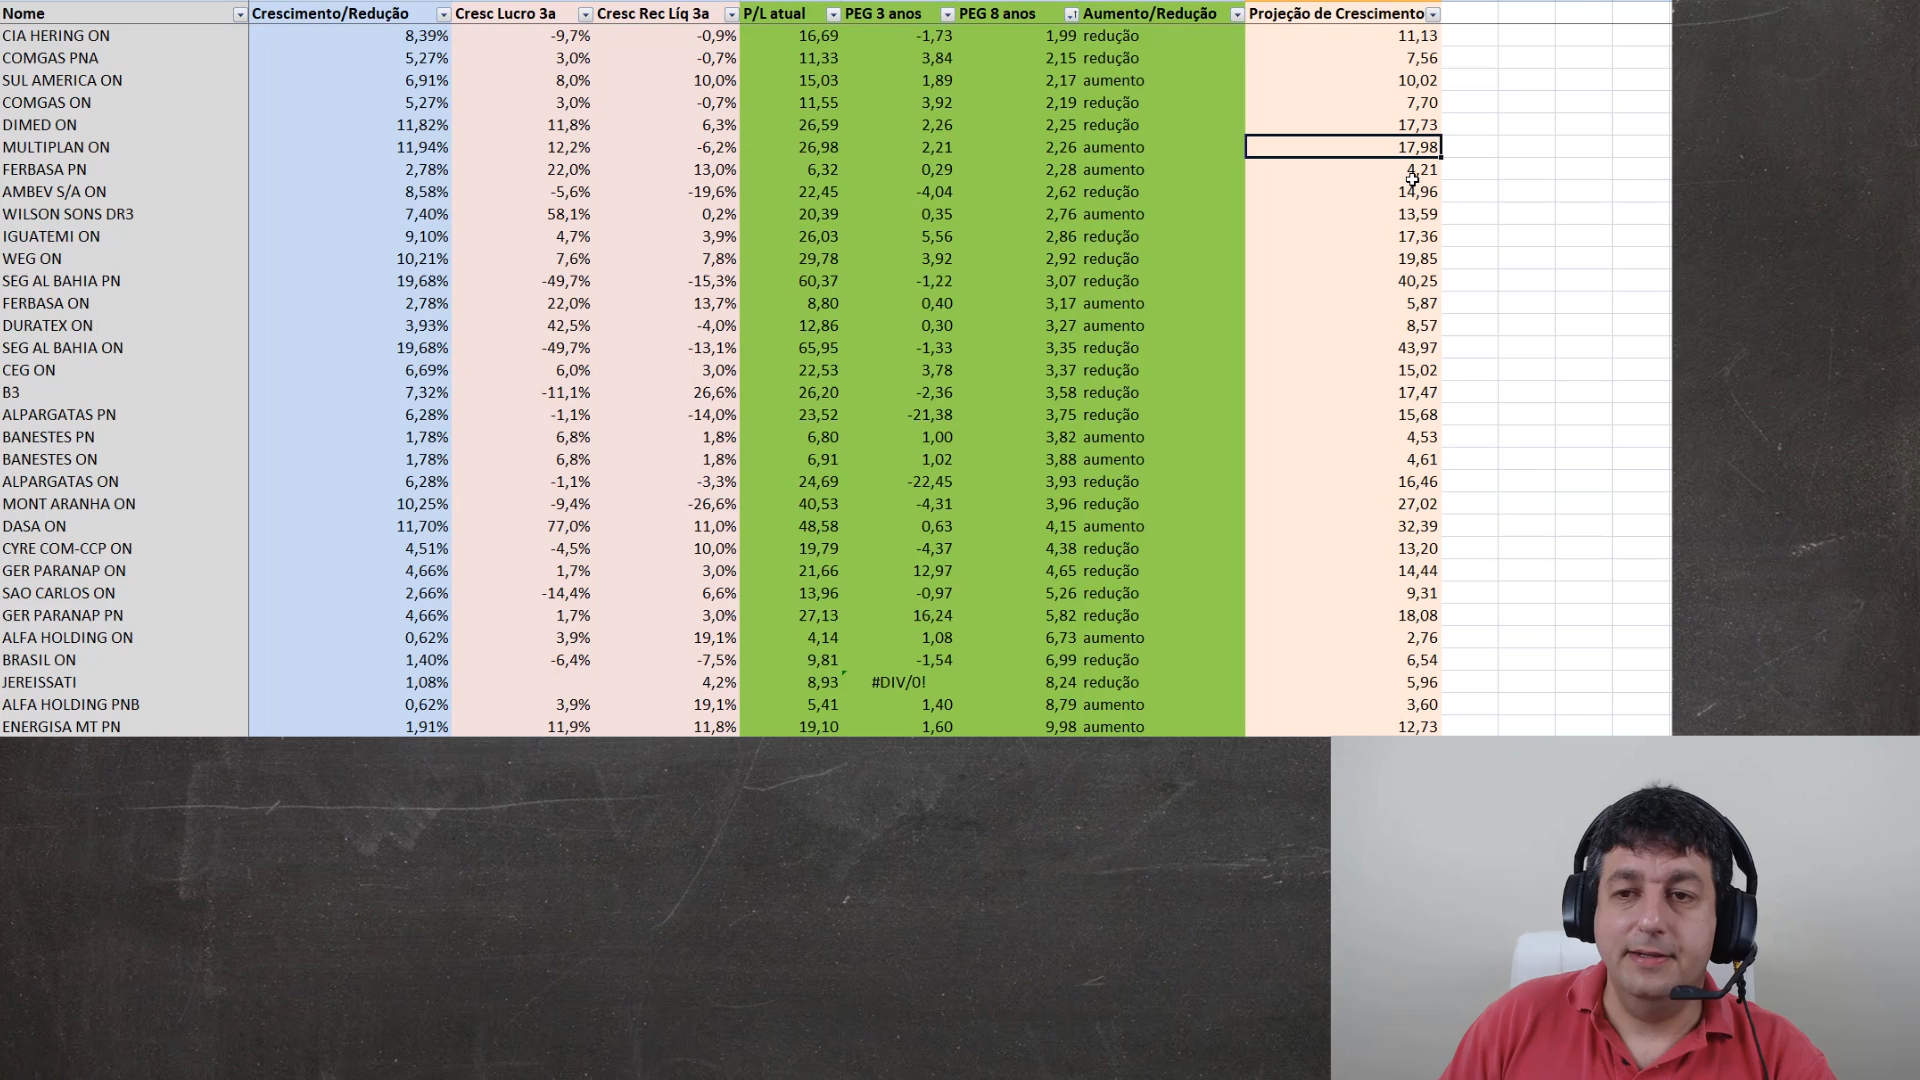 Nome Crescimento/Redução Cresc Lucro 3a Cresc Rec Líq 3a P/L atual PEG 3 anos PEG 8 anos Aumento/Redução Projeção de Crescimento
CIA HERING ON 8,39% -9,7% -0,9% 16,69 -1,73 1,99 redução 11,13
COMGAS PNA 5,27% 3,0% -0,7% 11,33 3,84 2,15 redução 7,56
SUL AMERICA ON 6,91% 8,0% 10,0% 15,03 1,89 2,17 aumento 10,02
COMGAS ON 5,27% 3,0% -0,7% 11,55 3,92 2,19 redução 7,70
DIMED ON 11,82% 11,8% 6,3% 26,59 2,26 2,25 redução 17,73
MULTIPLAN ON 11,94% 12,2% -6,2% 26,98 2,21 2,26 aumento 17,98
FERBASA PN 2,78% 22,0% 13,0% 6,32 0,29 2,28 aumento 4,21
AMBEV S/A ON 8,58% -5,6% -19,6% 22,45 -4,04 2,62 redução 14,96
WILSON SONS DR3 7,40% 58,1% 0,2% 20,39 0,35 2,76 aumento 13,59
IGUATEMI ON 9,10% 4,7% 3,9% 26,03 5,56 2,86 redução 17,36
WEG ON 10,21% 7,6% 7,8% 29,78 3,92 2,92 redução 19,85
SEG AL BAHIA PN 19,68% -49,7% -15,3% 60,37 -1,22 3,07 redução 40,25
FERBASA ON 2,78% 22,0% 13,7% 8,80 0,40 3,17 aumento 5,87
DURATEX ON 3,93% 42,5% -4,0% 12,86 0,30 3,27 aumento 8,57
SEG AL BAHIA ON 19,68% -49,7% -13,1% 65,95 -1,33 3,35 redução 43,97
CEG ON 6,69% 6,0% 3,0% 22,53 3,78 3,37 redução 15,02
B3 7,32% -11,1% 26,6% 26,20 -2,36 3,58 redução 17,47
ALPARGATAS PN 6,28% -1,1% -14,0% 23,52 -21,38 3,75 redução 15,68
BANESTES PN 1,78% 6,8% 1,8% 6,80 1,00 3,82 aumento 4,53
BANESTES ON 1,78% 6,8% 1,8% 6,91 1,02 3,88 aumento 4,61
ALPARGATAS ON 6,28% -1,1% -3,3% 24,69 -22,45 3,93 redução 16,46
MONT ARANHA ON 10,25% -9,4% -26,6% 40,53 -4,31 3,96 redução 27,02
DASA ON 11,70% 77,0% 11,0% 48,58 0,63 4,15 aumento 32,39
CYRE COM-CCP ON 4,51% -4,5% 10,0% 19,79 -4,37 4,38 redução 13,20
GER PARANAP ON 4,66% 1,7% 3,0% 21,66 12,97 4,65 redução 14,44
SAO CARLOS ON 2,66% -14,4% 6,6% 13,96 -0,97 5,26 redução 9,31
GER PARANAP PN 4,66% 1,7% 3,0% 27,13 16,24 5,82 redução 18,08
ALFA HOLDING ON 0,62% 3,9% 19,1% 4,14 1,08 6,73 aumento 2,76
BRASIL ON 1,40% -6,4% -7,5% 9,81 -1,54 6,99 redução 6,54
JEREISSATI 1,08% 4,2% 8,93 #DIV/0! 8,24 redução 5,96
ALFA HOLDING PNB 0,62% 3,9% 19,1% 5,41 1,40 8,79 aumento 3,60
ENERGISA MT PN 1,91% 11,9% 11,8% 19,10 1,60 9,98 aumento 12,73